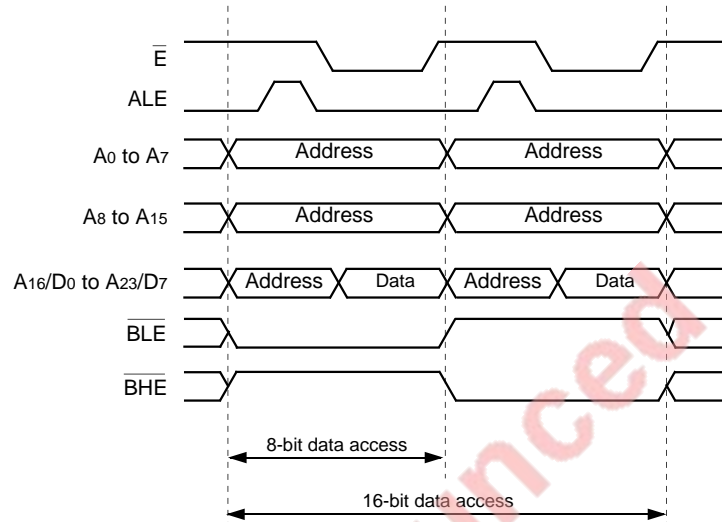 E
ALE
A0 to A7 Address Address
A8 to A15 Address Address
A16/D0 to A23/D7 Address Data Address Data
BLE
BHE
8-bit data access
16-bit data access
unced